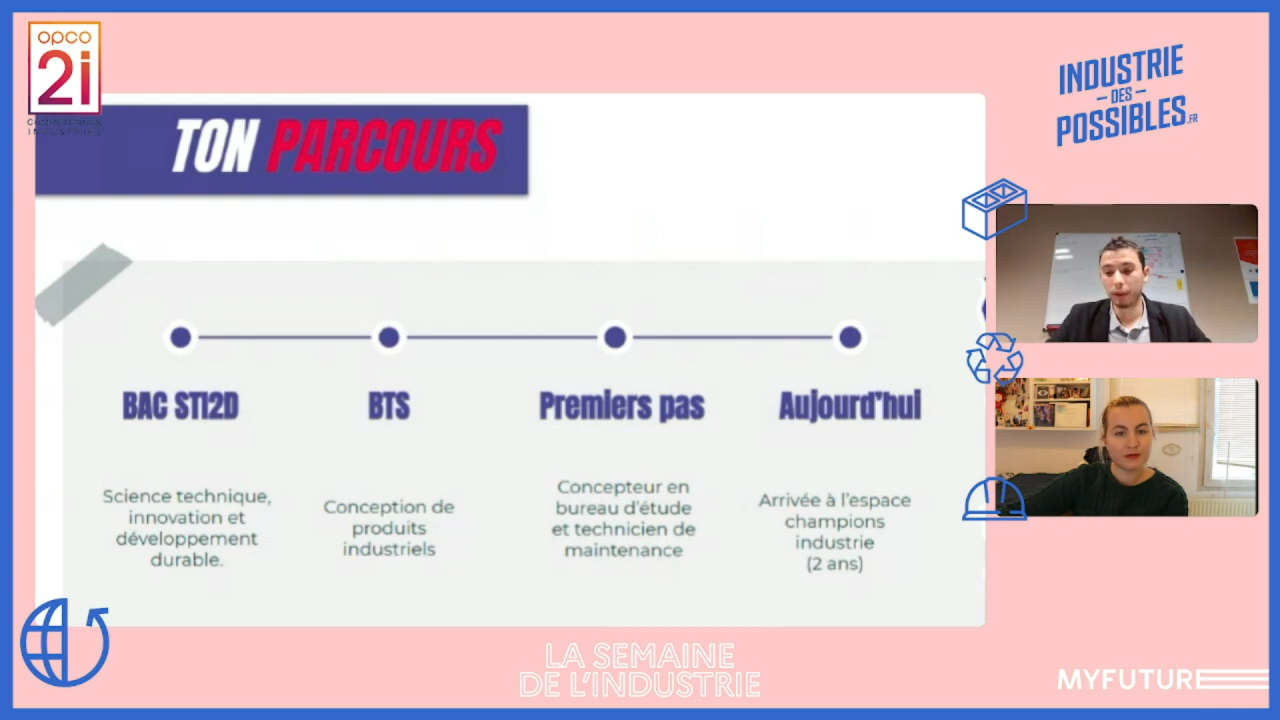 opco
2i
INDUSTRIE
DES
POSSIBLES.FR
TON PARCOURS
BAC STI2D
BTS
Premiers pas
Aujourd'hui
Science technique,
innovation et
développement
durable.
Conception de
produits
industriels
Concepteur en
bureau d'étude
et technicien de
maintenance
Arrivée à l'espace
champions
industrie
(2 ans)
LA SEMAINE
DE L'INDUSTRIE
MYFUTUR